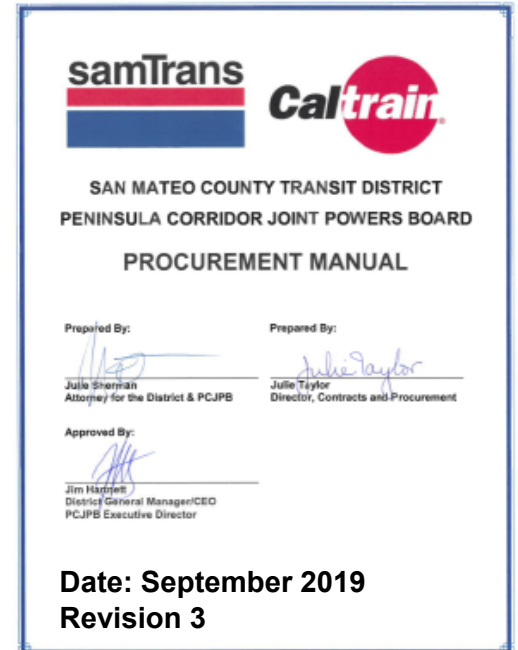 samTrans
Caltrain
SAN MATEO COUNTY TRANSIT DISTRICT
PENINSULA CORRIDOR JOINT POWERS BOARD
PROCUREMENT MANUAL
Prepared By:
Prepared By:
Julie Taylor
Julie Sherman
Attorney for the District & PCJPB
Julie Taylor
Director, Contracts and Procurement
Approved By:
Jim Hartnett
District General Manager/CEO
PCJPB Executive Director
Date: September 2019
Revision 3